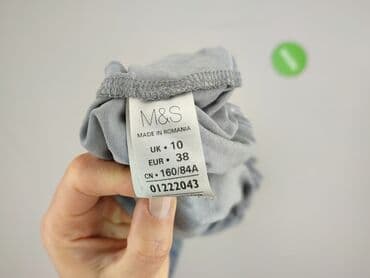 M&S
MADE IN ROMANIA
UK • 10
EUR • 38
CN • 160/84A
01222043